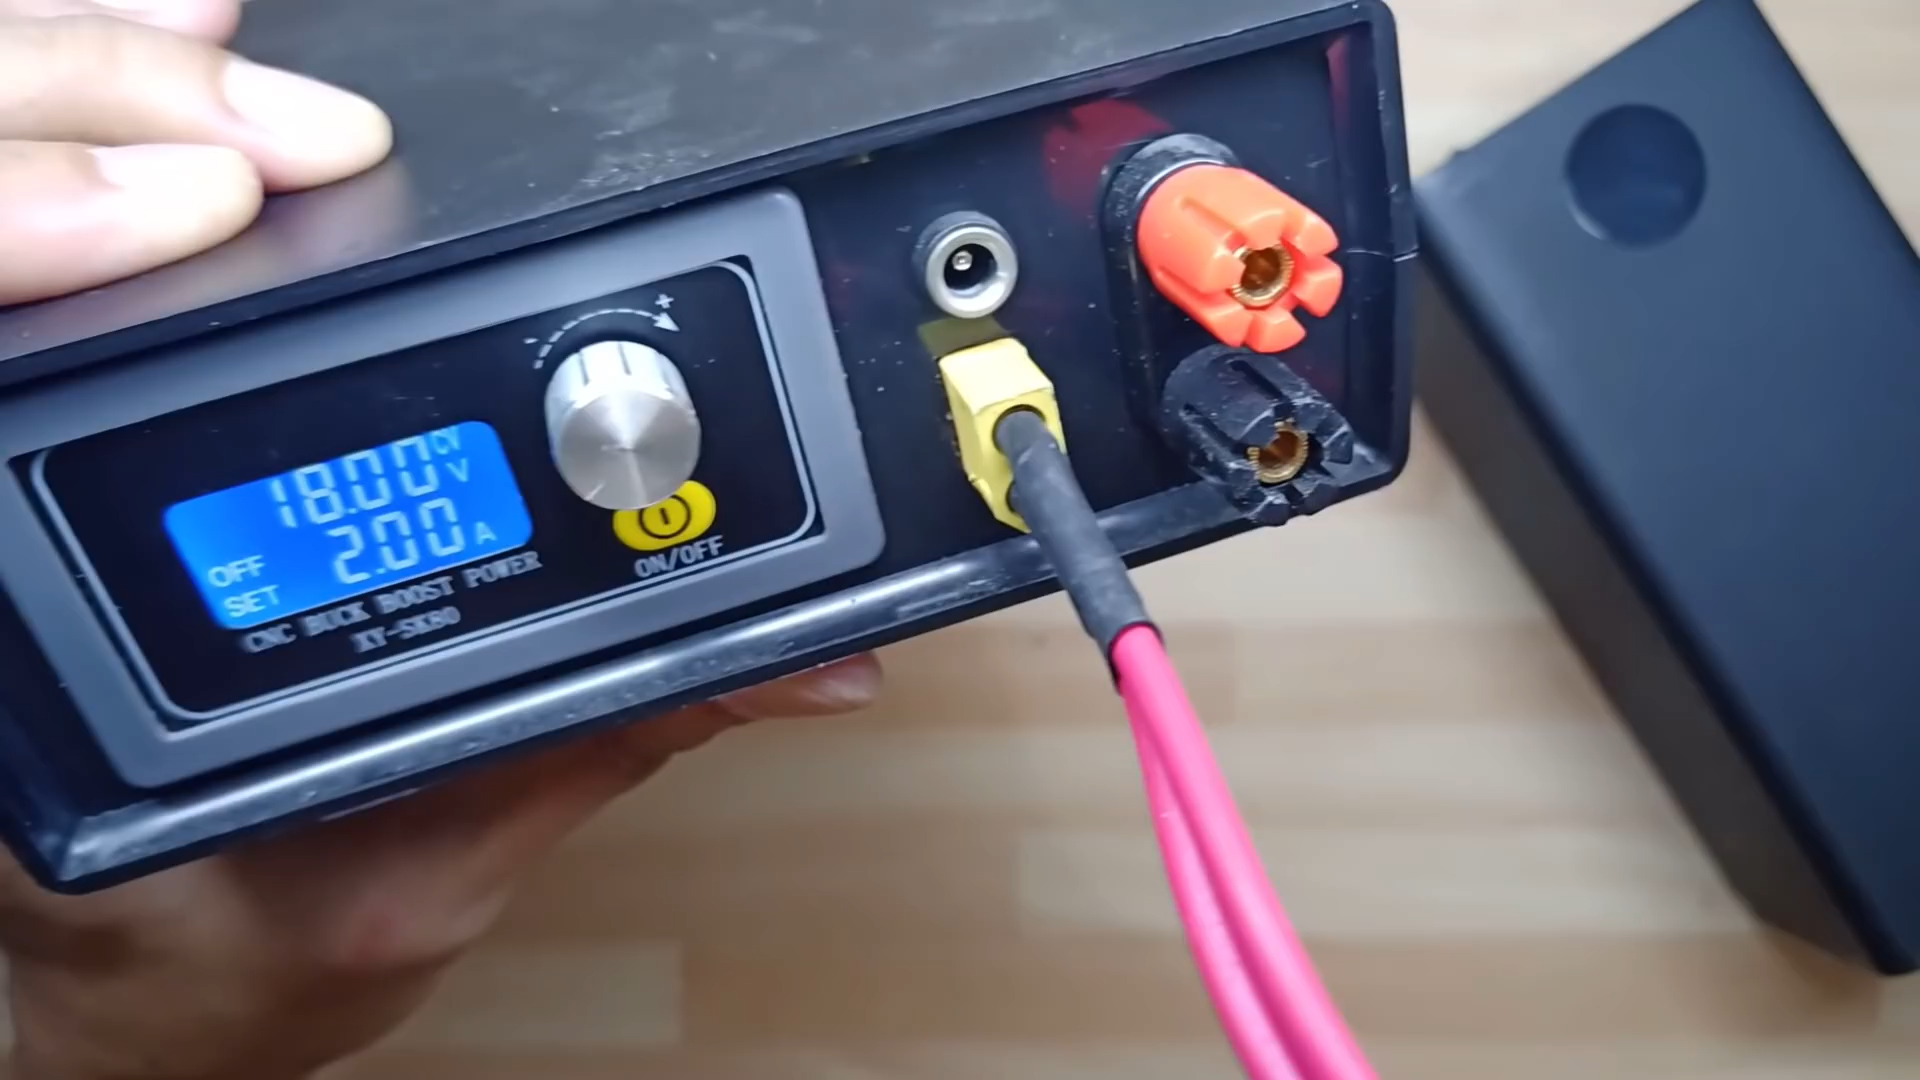 - +
18.00 V CV
OFF 2.00 A
SET
ON/OFF
CNC BUCK BOOST POWER
XY-SK80